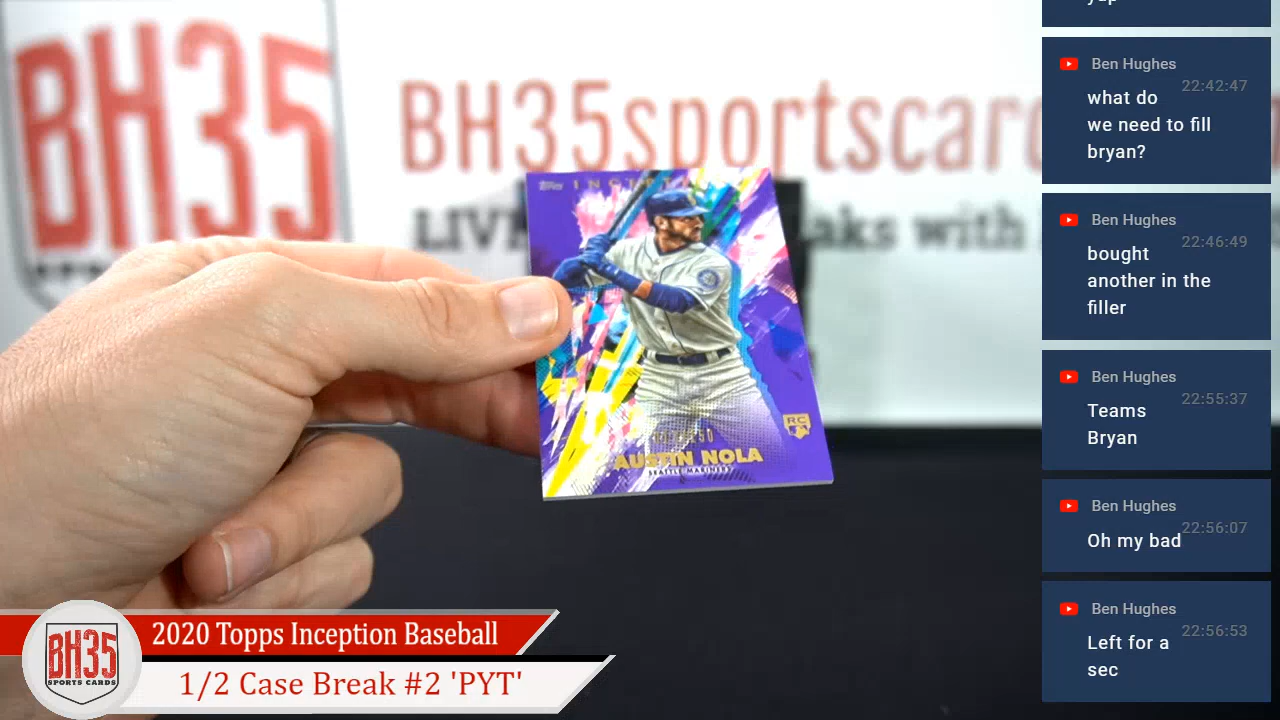 BH35
SPORTS
BH35sportscar
LIV
aks with
Topps
AUSTIN NOLA
SEATTLE MARINERS
RC
yup
Ben Hughes
22:42:47
what do
we need to fill
bryan?
Ben Hughes
22:46:49
bought
another in the
filler
Ben Hughes
22:55:37
Teams
Bryan
Ben Hughes
22:56:07
Oh my bad
Ben Hughes
22:56:53
Left for a
sec
BH35
SPORTS CARDS
2020 Topps Inception Baseball
1/2 Case Break #2 'PYT'